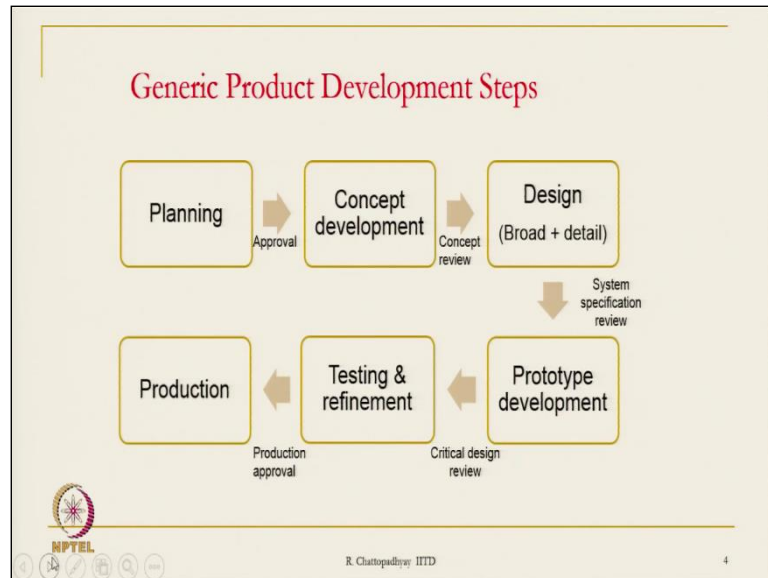 Generic Product Development Steps
Planning
Approval
Concept
development
Concept
review
Design
(Broad + detail)
System
specification
review
Production
Production
approval
Testing &
refinement
Critical design
review
Prototype
development
NPTEL
R. Chattopadhyay IITD
4